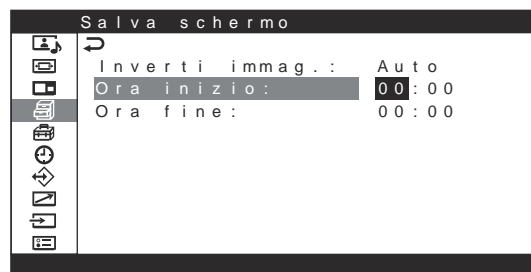 Salva schermo
Inverti immag.: Auto
Ora inizio: 00:00
Ora fine: 00:00